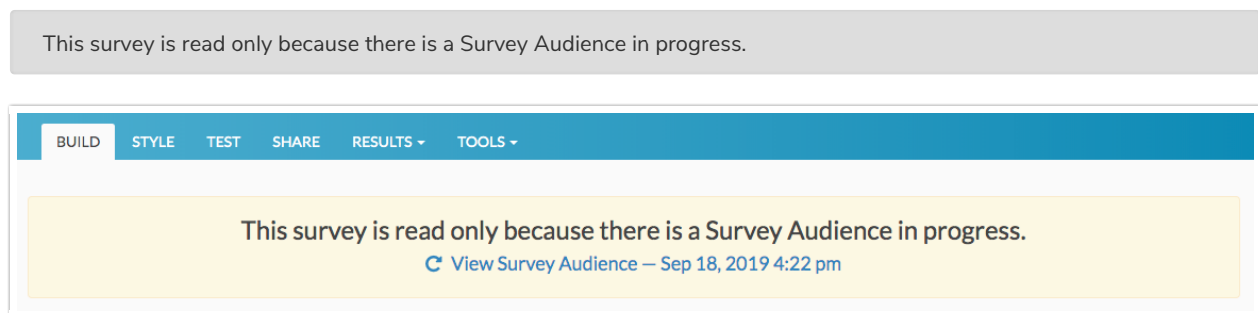 This survey is read only because there is a Survey Audience in progress.
BUILD STYLE TEST SHARE RESULTS TOOLS
This survey is read only because there is a Survey Audience in progress.
View Survey Audience — Sep 18, 2019 4:22 pm